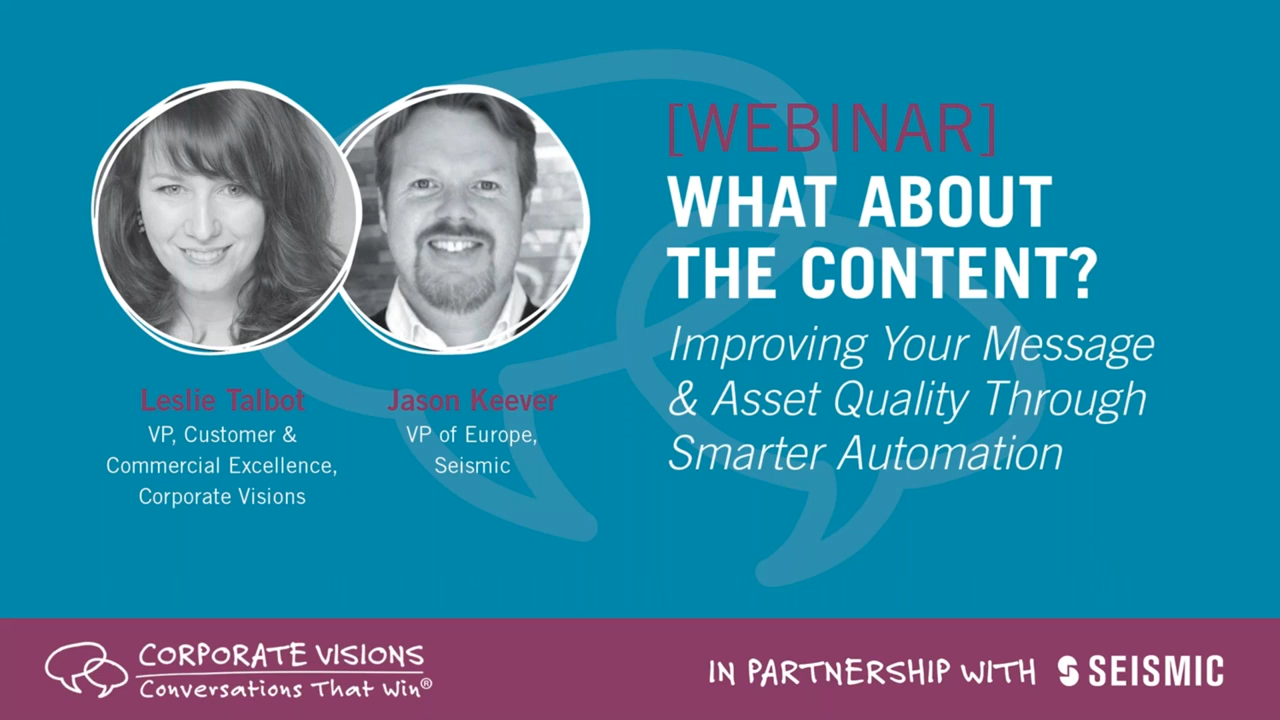 [WEBINAR]
WHAT ABOUT
THE CONTENT?
Improving Your Message
& Asset Quality Through
Smarter Automation
Leslie Talbot
VP, Customer &
Commercial Excellence,
Corporate Visions
Jason Keever
VP of Europe,
Seismic
CORPORATE VISIONS
Conversations That Win®
IN PARTNERSHIP WITH SEISMIC